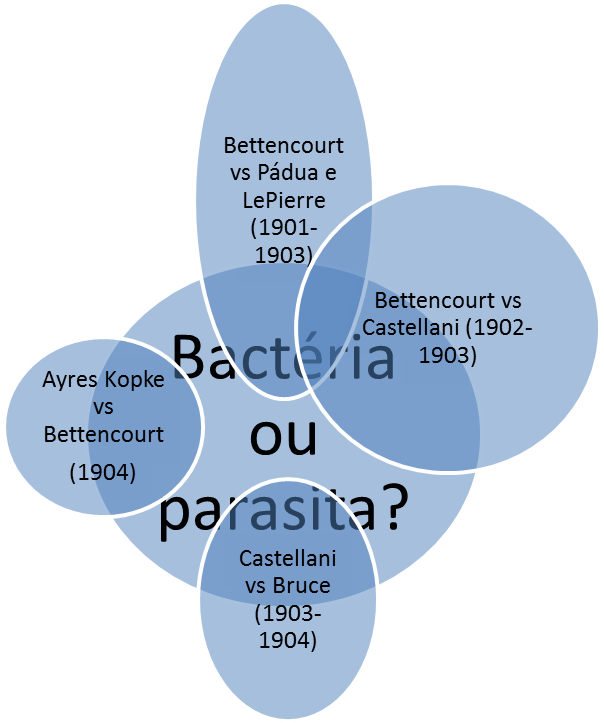 Bettencourt
vs Pádua e
LePierre
(1901-
1903)
Bettencourt vs
Castellani (1902-
1903)
Bactéria
ou
parasita?
Ayres Kopke
vs
Bettencourt
(1904)
Castellani
vs Bruce
(1903-
1904)